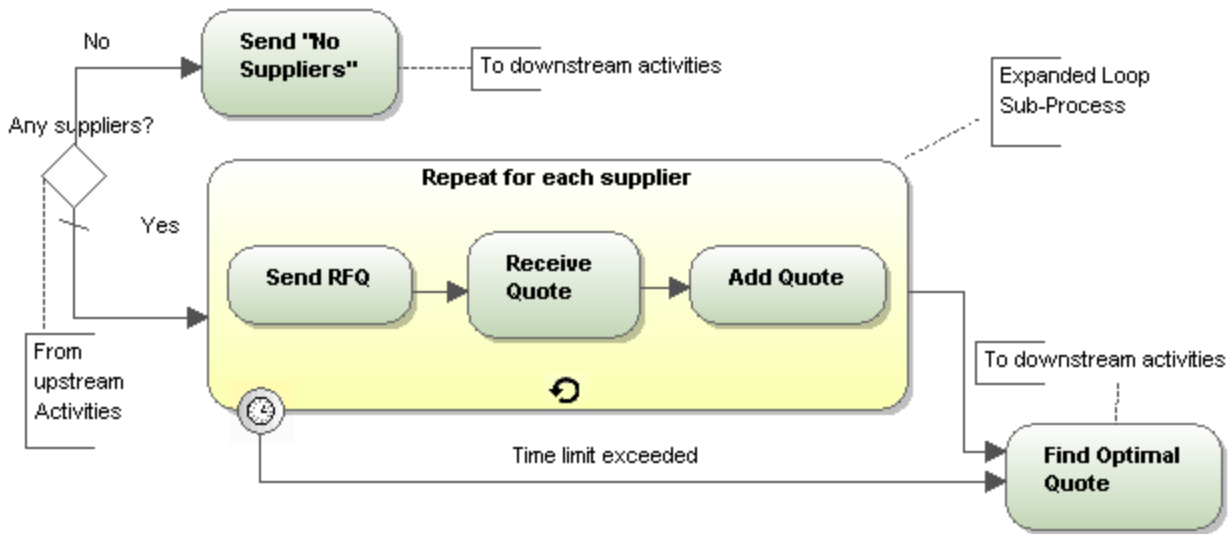 No
Send "No
Suppliers"
To downstream activities
Expanded Loop
Sub-Process
Any suppliers?
Yes
Repeat for each supplier
Send RFQ
Receive
Quote
Add Quote
From
upstream
Activities
To downstream activities
Time limit exceeded
Find Optimal
Quote